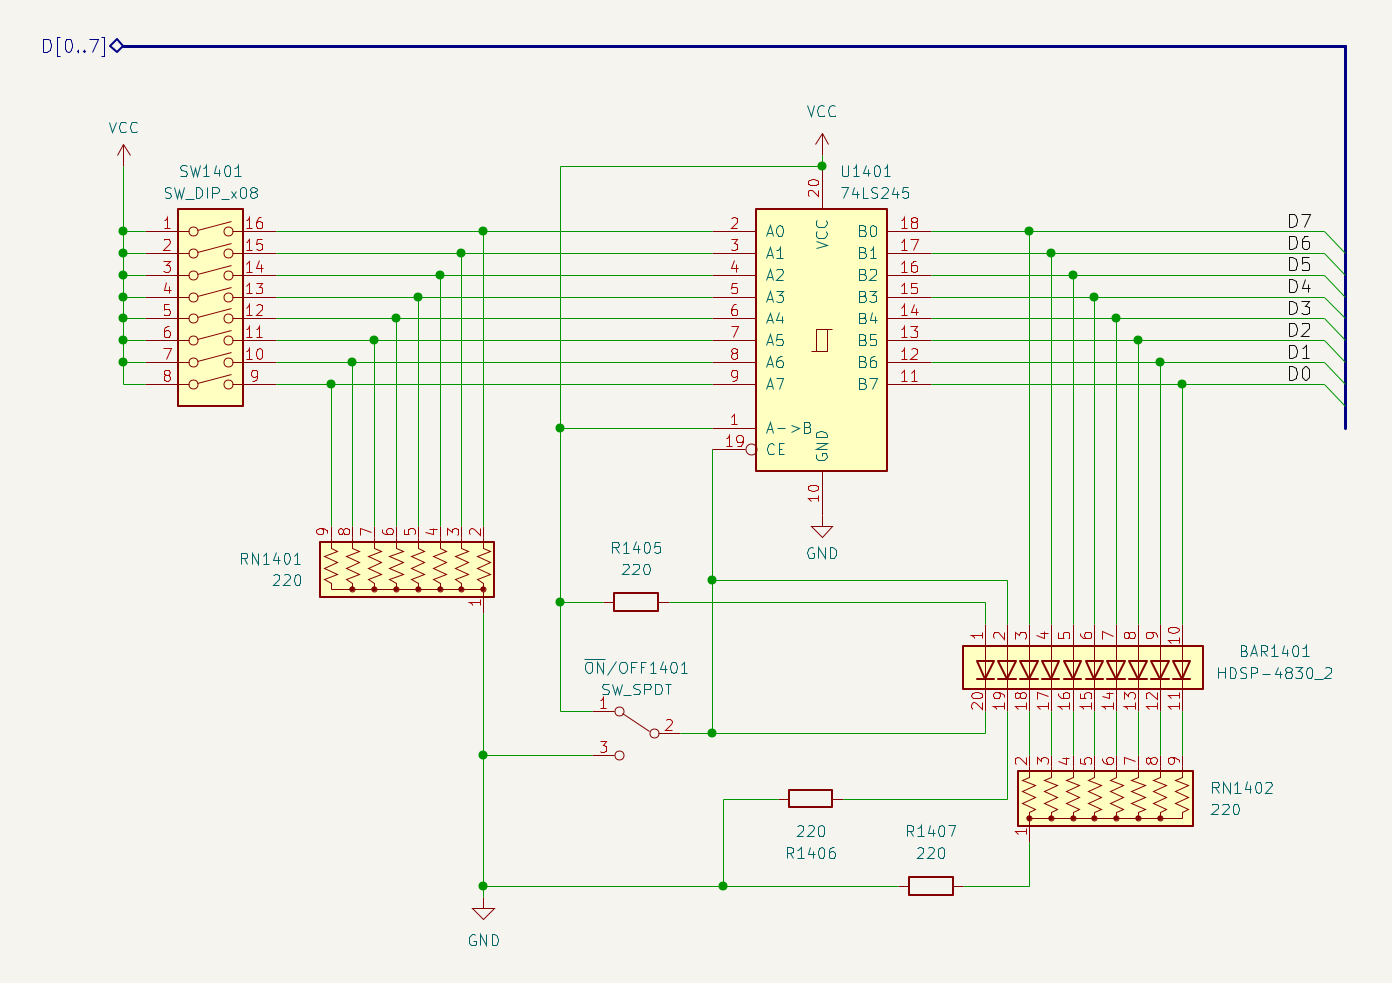 D[0..7]
VCC
VCC
SW1401
SW_DIP_x08
U1401
74LS245
20
1 16
2 15
3 14
4 13
5 12
6 11
7 10
8 9
2 A0 VCC B0 18 D7
3 A1 B1 17 D6
4 A2 B2 16 D5
5 A3 B3 15 D4
6 A4 B4 14 D3
7 A5 B5 13 D2
8 A6 B6 12 D1
9 A7 B7 11 D0
1 A->B
19 CE
GND
10
GND
9 8 7 6 5 4 3 2
RN1401
220
1
R1405
220
1 2 3 4 5 6 7 8 9 10
BAR1401
HDSP-4830_2
20 19 18 17 16 15 14 13 12 11
ON/OFF1401
SW_SPDT
1
2
3
2 3 4 5 6 7 8 9
RN1402
220
1
220
R1406
R1407
220
GND